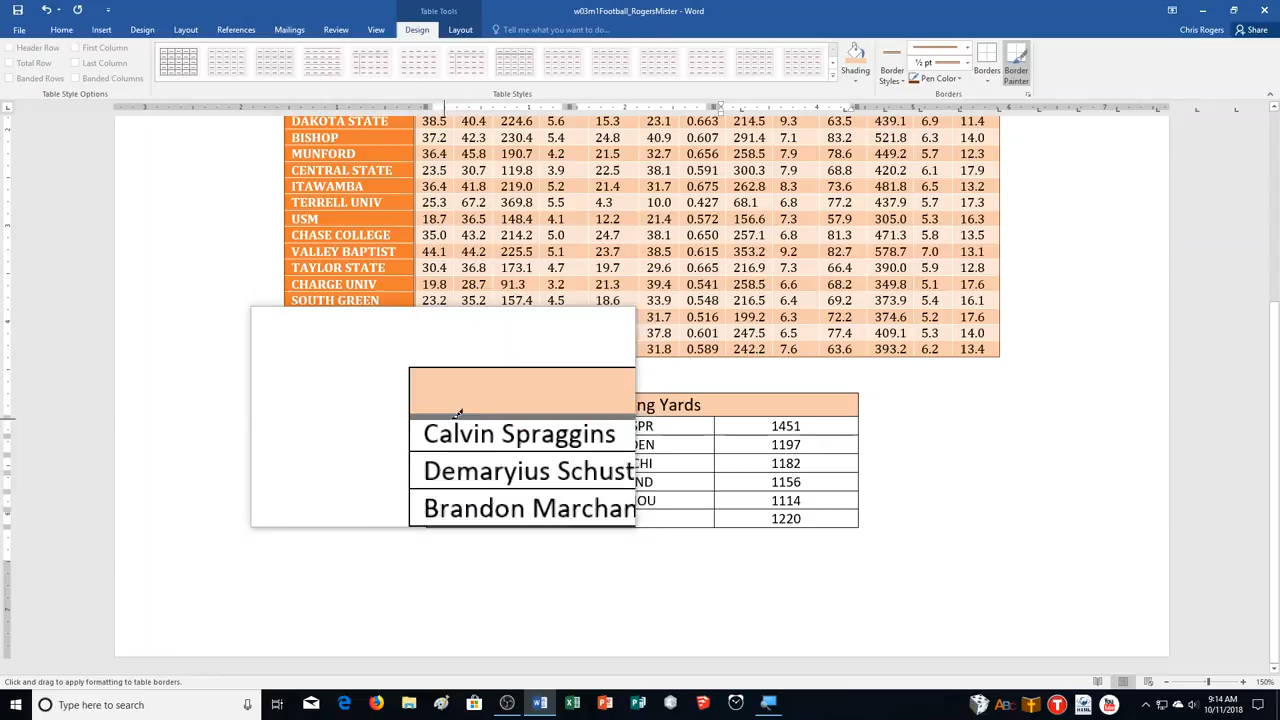 Table Tools
w03m1Football_RogersMister - Word
File Home Insert Draw Design Layout References Mailings Review View Design Layout Tell me what you want to do... Chris Rogers Share
Header Row First Column
Total Row Last Column
Banded Rows Banded Columns
Table Style Options
Table Styles
Shading
Border Styles
½ pt
Pen Color
Borders
Border Painter
Borders
3 2 1 1 2 3 4 5 6 7
DAKOTA STATE 38.5 40.4 224.6 5.6 15.3 23.1 0.663 214.5 9.3 63.5 439.1 6.9 11.4
BISHOP 37.2 42.3 230.4 5.4 24.8 40.9 0.607 291.4 7.1 83.2 521.8 6.3 14.0
MUNFORD 36.4 45.8 190.7 4.2 21.5 32.7 0.656 258.5 7.9 78.6 449.2 5.7 12.3
CENTRAL STATE 23.5 30.7 119.8 3.9 22.5 38.1 0.591 300.3 7.9 68.8 420.2 6.1 17.9
ITAWAMBA 36.4 41.8 219.0 5.2 21.4 31.7 0.675 262.8 8.3 73.6 481.8 6.5 13.2
TERRELL UNIV 25.3 67.2 369.8 5.5 4.3 10.0 0.427 68.1 6.8 77.2 437.9 5.7 17.3
USM 18.7 36.5 148.4 4.1 12.2 21.4 0.572 156.6 7.3 57.9 305.0 5.3 16.3
CHASE COLLEGE 35.0 43.2 214.2 5.0 24.7 38.1 0.650 257.1 6.8 81.3 471.3 5.8 13.5
VALLEY BAPTIST 44.1 44.2 225.5 5.1 23.7 38.5 0.615 353.2 9.2 82.7 578.7 7.0 13.1
TAYLOR STATE 30.4 36.8 173.1 4.7 19.7 29.6 0.665 216.9 7.3 66.4 390.0 5.9 12.8
CHARGE UNIV 19.8 28.7 91.3 3.2 21.3 39.4 0.541 258.5 6.6 68.2 349.8 5.1 17.6
SOUTH GREEN 23.2 35.2 157.4 4.5 18.6 33.9 0.548 216.5 6.4 69.2 373.9 5.4 16.1
31.7 0.516 199.2 6.3 72.2 374.6 5.2 17.6
37.8 0.601 247.5 6.5 77.4 409.1 5.3 14.0
31.8 0.589 242.2 7.6 63.6 393.2 6.2 13.4
ng Yards
Calvin Spraggins
Demaryius Schust
Brandon Marchan
SPR 1451
DEN 1197
CHI 1182
ND 1156
OU 1114
1220
Click and drag to apply formatting to table borders.
150%
Type here to search
9:14 AM
10/11/2018